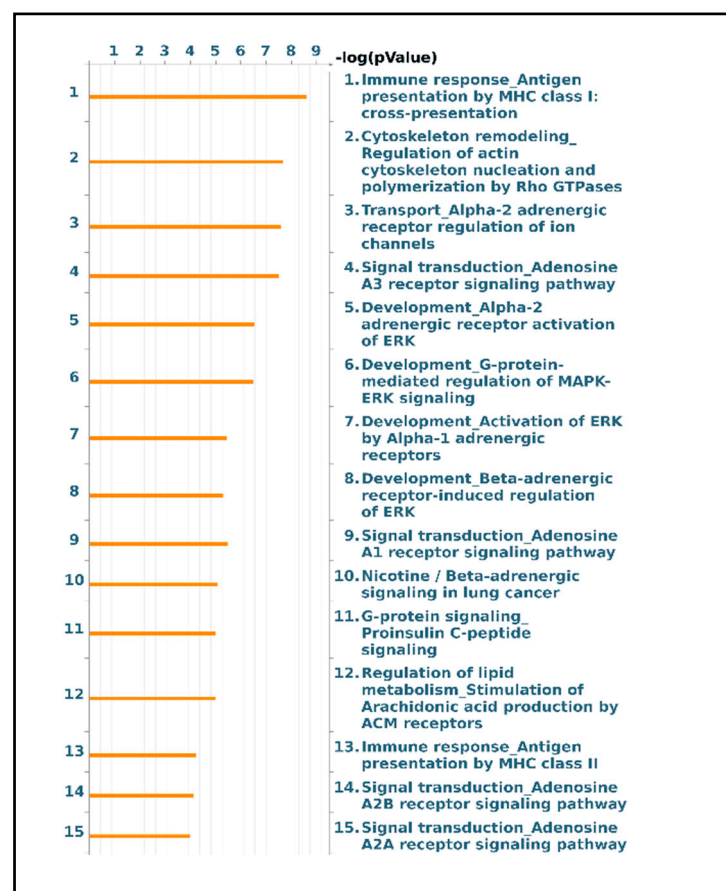 1 2 3 4 5 6 7 8 9 -log(pValue)
1
1. Immune response_Antigen
presentation by MHC class I:
cross-presentation
2
2. Cytoskeleton remodeling_
Regulation of actin
cytoskeleton nucleation and
polymerization by Rho GTPases
3
3. Transport_Alpha-2 adrenergic
receptor regulation of ion
channels
4
4. Signal transduction_Adenosine
A3 receptor signaling pathway
5
5. Development_Alpha-2
adrenergic receptor activation
of ERK
6
6. Development_G-protein-
mediated regulation of MAPK-
ERK signaling
7
7. Development_Activation of ERK
by Alpha-1 adrenergic
receptors
8
8. Development_Beta-adrenergic
receptor-induced regulation
of ERK
9
9. Signal transduction_Adenosine
A1 receptor signaling pathway
10
10. Nicotine / Beta-adrenergic
signaling in lung cancer
11
11. G-protein signaling_
Proinsulin C-peptide
signaling
12
12. Regulation of lipid
metabolism_Stimulation of
Arachidonic acid production by
ACM receptors
13
13. Immune response_Antigen
presentation by MHC class II
14
14. Signal transduction_Adenosine
A2B receptor signaling pathway
15
15. Signal transduction_Adenosine
A2A receptor signaling pathway